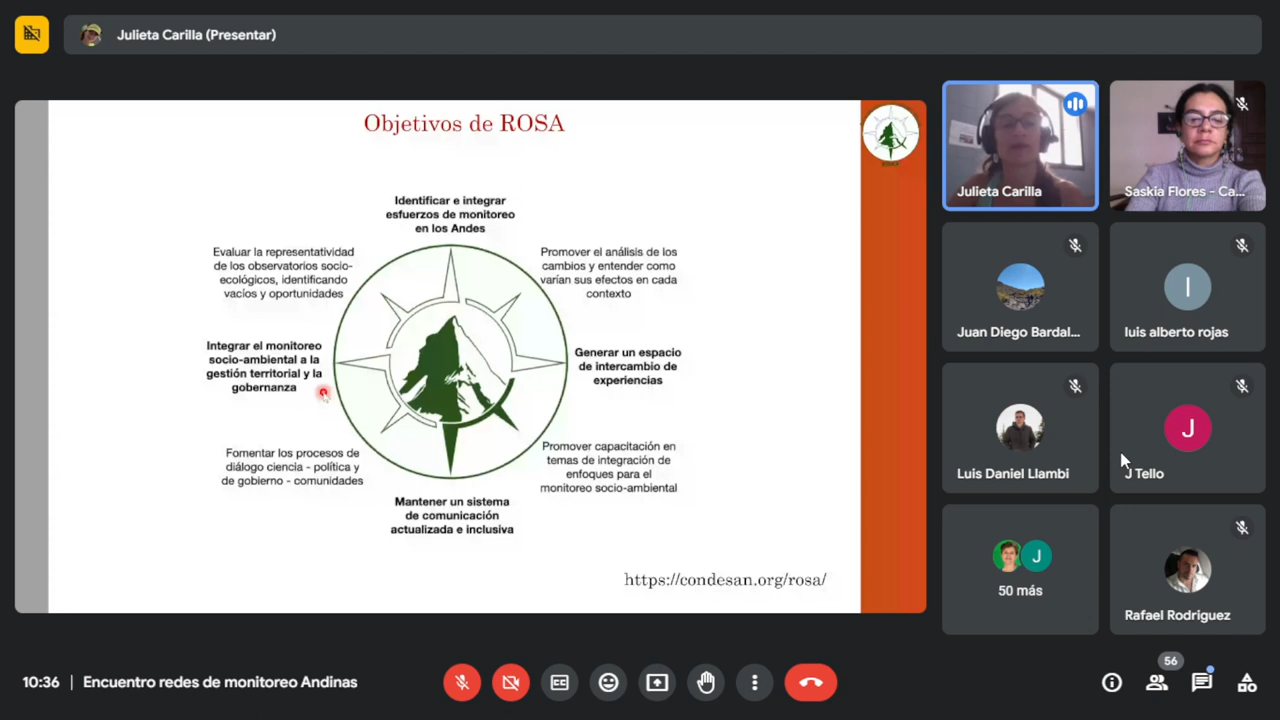 Julieta Carilla (Presentar)
Objetivos de ROSA
Identificar e integrar
esfuerzos de monitoreo
en los Andes
Evaluar la representatividad
de los observatorios socio-
ecológicos, identificando
vacíos y oportunidades
Promover el análisis de los
cambios y entender como
varían sus efectos en cada
contexto
Integrar el monitoreo
socio-ambiental a la
gestión territorial y la
gobernanza
Generar un espacio
de intercambio de
experiencias
Fomentar los procesos de
diálogo ciencia - política y
de gobierno - comunidades
Promover capacitación en
temas de integración de
enfoques para el
monitoreo socio-ambiental
Mantener un sistema
de comunicación
actualizada e inclusiva
https://condesan.org/rosa/
Julieta Carilla
Saskia Flores - Ca...
Juan Diego Bardal...
l
luis alberto rojas
Luis Daniel Llambi
J
J Tello
J
50 más
Rafael Rodriguez
10:36 | Encuentro redes de monitoreo Andinas
CC
56